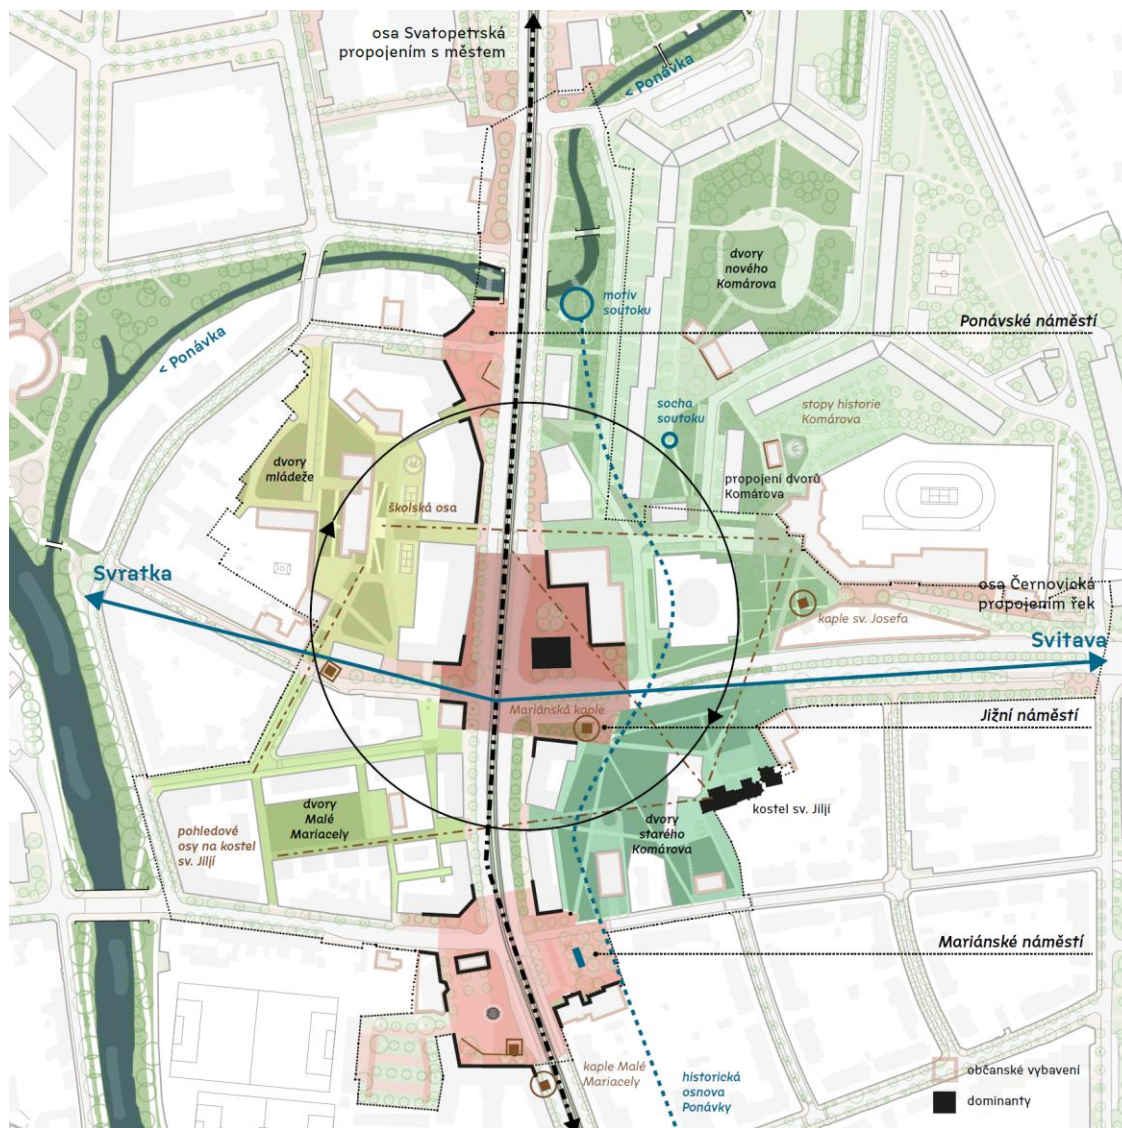 osa Svatopetrská
propojením s městem
< Ponávka
dvory
nového
Komárova
motiv
soutoku
Ponávské náměstí
< Ponávka
socha
soutoku
stopy historie
Komárova
dvory
mládeže
propojení dvorů
Komárova
školská osa
Svratka
osa Černovická
propojením řek
kaple sv. Josefa
Svitava
Mariánská kaple
Jižní náměstí
dvory
Malé
Mariacely
kostel sv. Jiljí
pohledové
osy na kostel
sv. Jiljí
dvory
starého
Komárova
Mariánské náměstí
kaple Malé
Mariacely
historická
osnova
Ponávky
občanské vybavení
dominanty